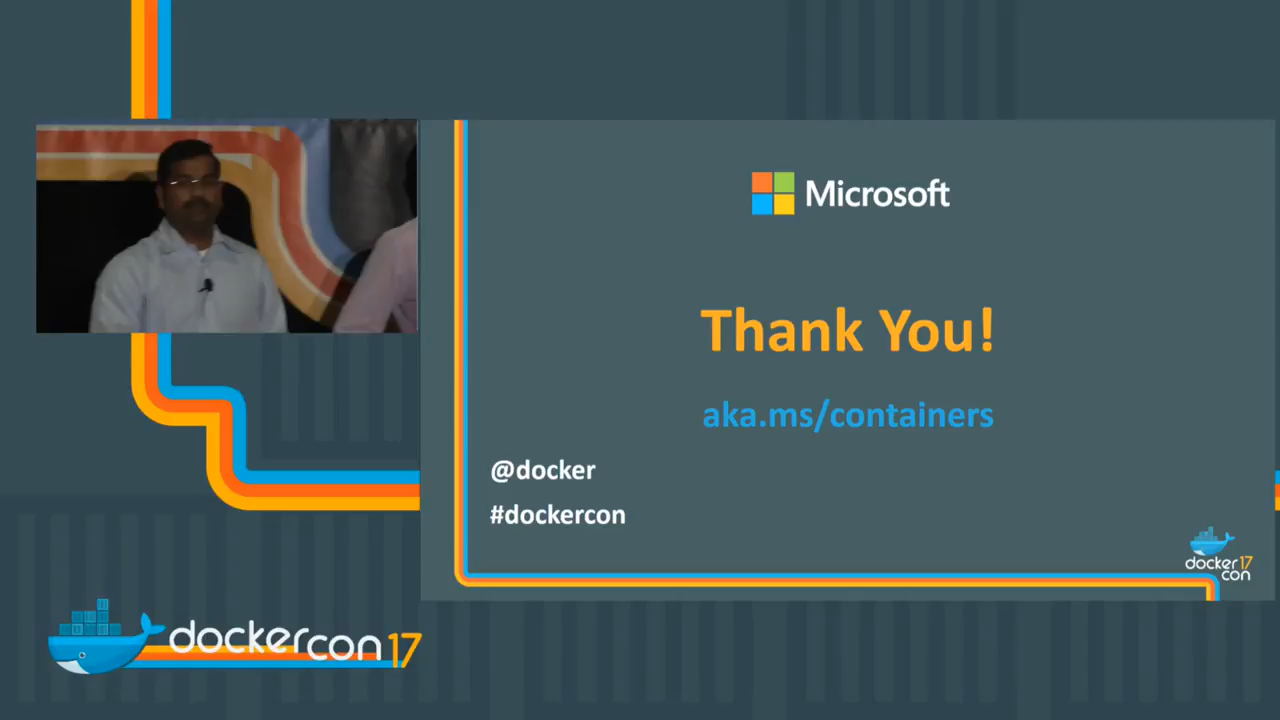 Microsoft
Thank You!
aka.ms/containers
@docker
#dockercon
docker 17
con
dockercon 17